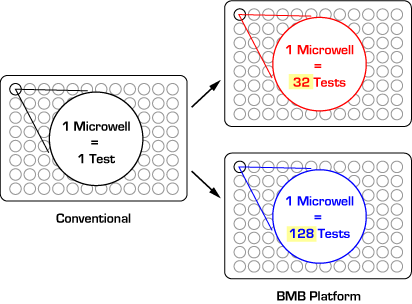 1 Microwell
=
1 Test
Conventional
1 Microwell
=
32 Tests
1 Microwell
=
128 Tests
BMB Platform